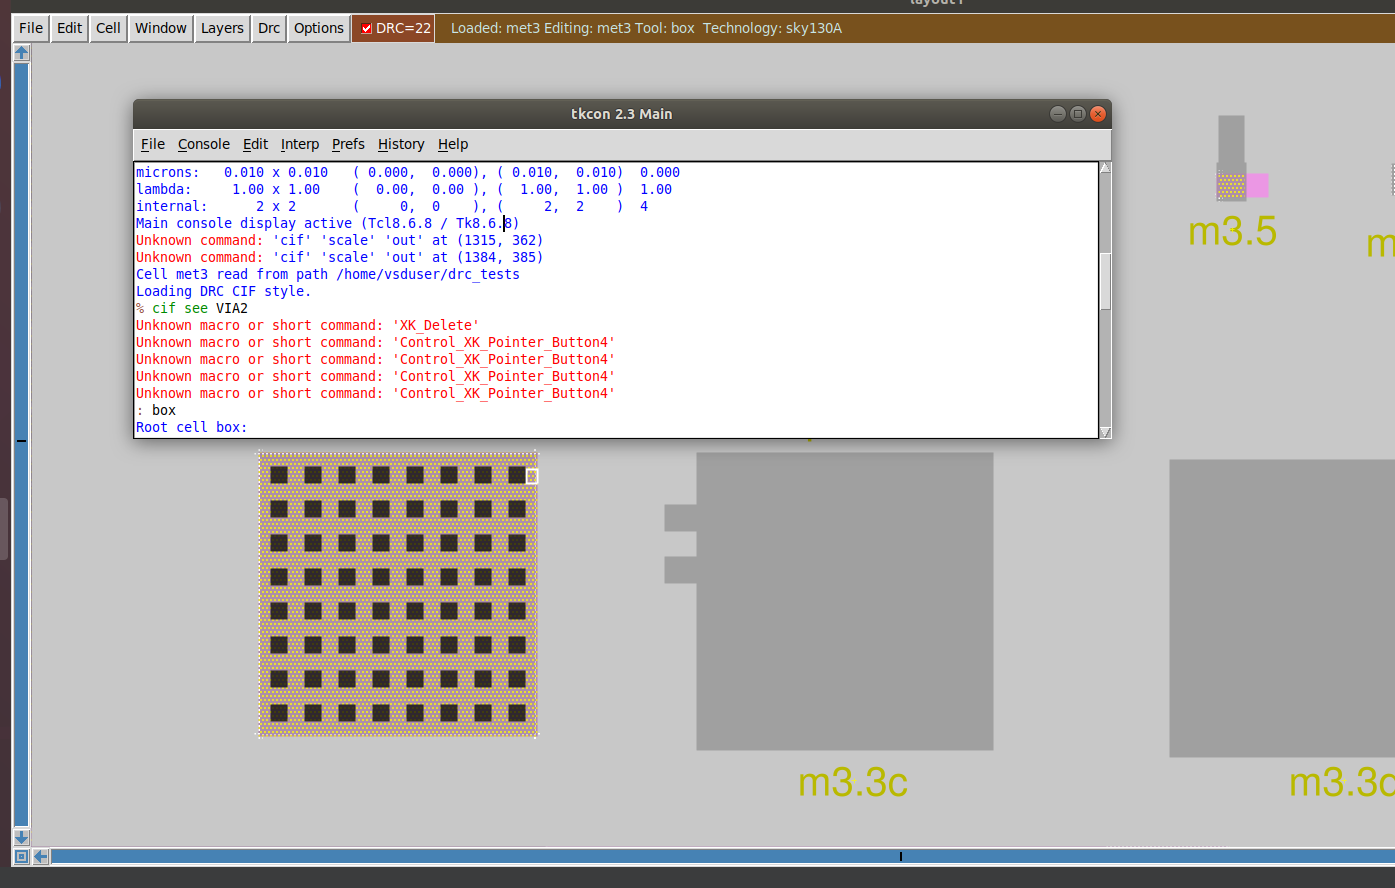 File Edit Cell Window Layers Drc Options DRC=22 Loaded: met3 Editing: met3 Tool: box Technology: sky130A
tkcon 2.3 Main
File Console Edit Interp Prefs History Help
microns: 0.010 x 0.010 ( 0.000, 0.000), ( 0.010, 0.010) 0.000
lambda: 1.00 x 1.00 ( 0.00, 0.00 ), ( 1.00, 1.00 ) 1.00
internal: 2 x 2 ( 0, 0 ), ( 2, 2 ) 4
Main console display active (Tcl8.6.8 / Tk8.6.8)
Unknown command: 'cif' 'scale' 'out' at (1315, 362)
Unknown command: 'cif' 'scale' 'out' at (1384, 385)
Cell met3 read from path /home/vsduser/drc_tests
Loading DRC CIF style.
% cif see VIA2
Unknown macro or short command: 'XK_Delete'
Unknown macro or short command: 'Control_XK_Pointer_Button4'
Unknown macro or short command: 'Control_XK_Pointer_Button4'
Unknown macro or short command: 'Control_XK_Pointer_Button4'
Unknown macro or short command: 'Control_XK_Pointer_Button4'
: box
Root cell box:
m3.5
m3.3c